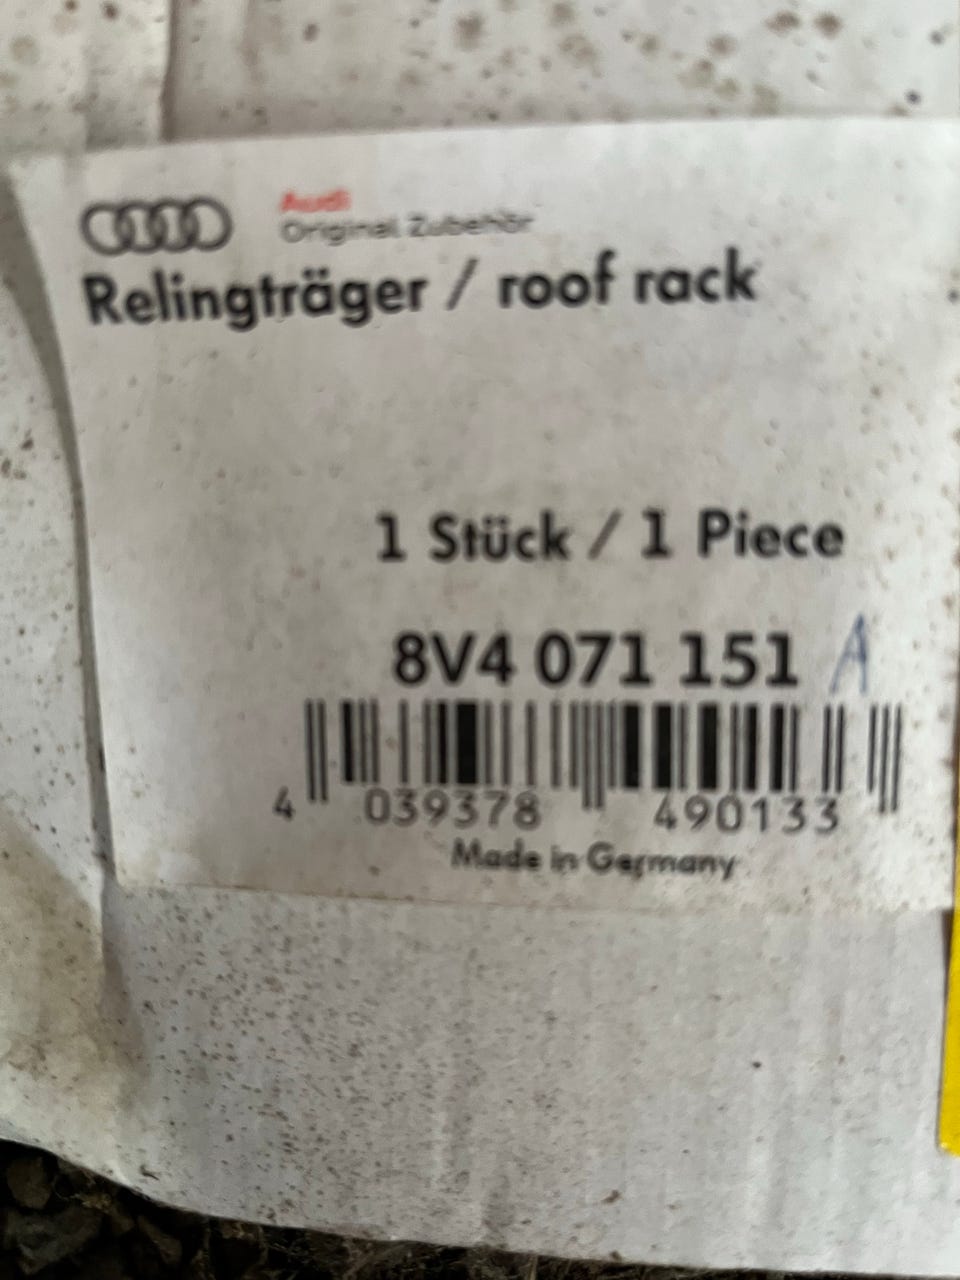 Audi
Original Zubehör
Relingträger / roof rack
1 Stück / 1 Piece
8V4 071 151 A
4 039378 490133
Made in Germany